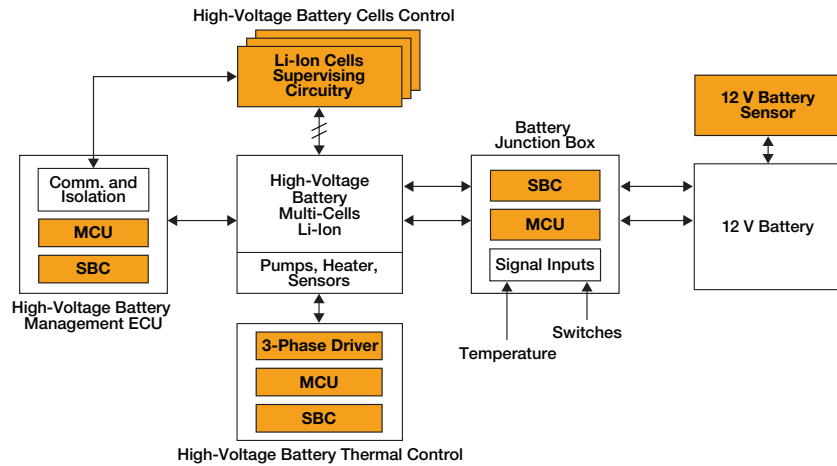 High-Voltage Battery Cells Control
Li-Ion Cells
Supervising
Circuitry
12 V Battery
Sensor
Battery
Junction Box
Comm. and
Isolation
MCU
SBC
High-Voltage Battery
Management ECU
High-Voltage
Battery
Multi-Cells
Li-Ion
Pumps, Heater,
Sensors
SBC
MCU
Signal Inputs
12 V Battery
Switches
Temperature
3-Phase Driver
MCU
SBC
High-Voltage Battery Thermal Control